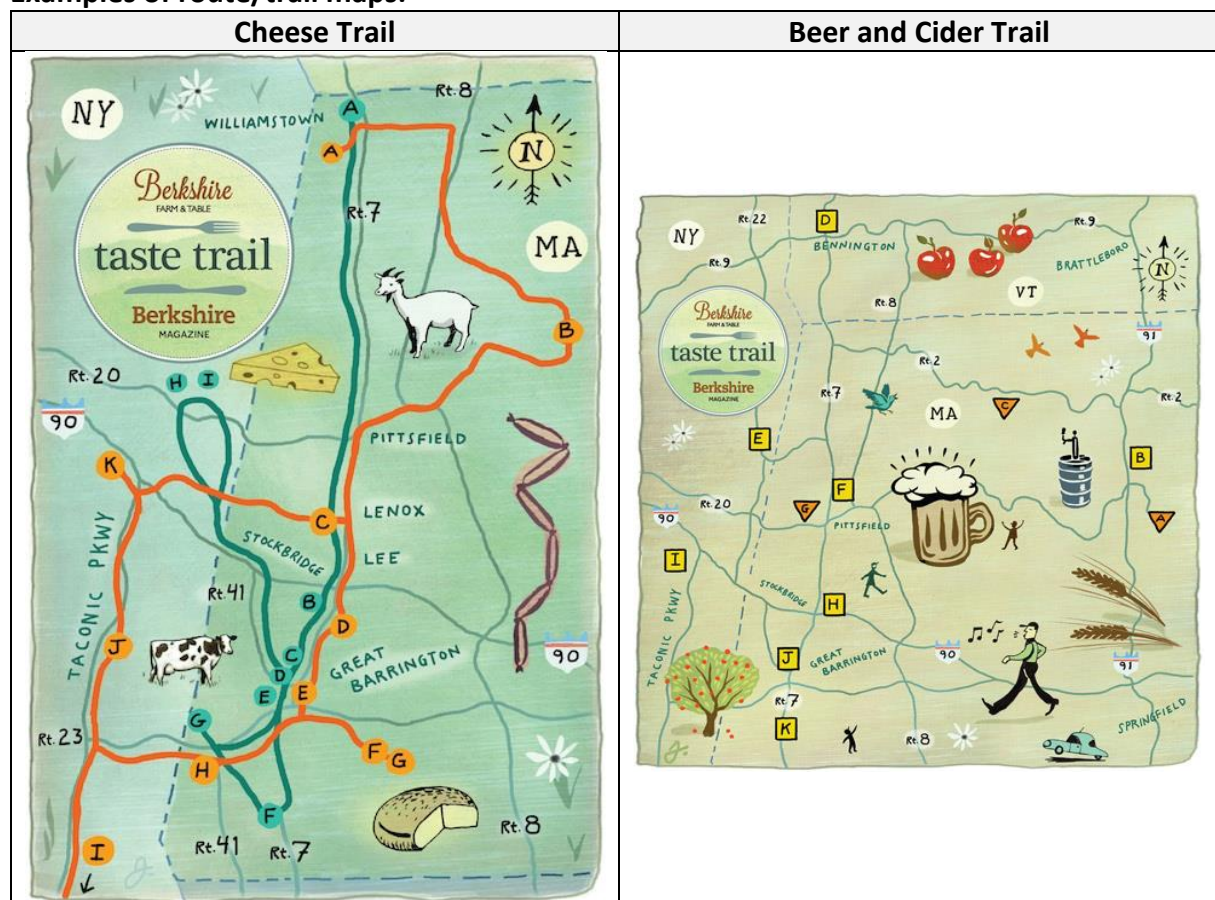 Examples of route/trail maps:
Cheese Trail
NY
WILLIAMSTOWN
A
Rt. 8
A
N
Rt. 7
Berkshire
FARM & TABLE
taste trail
Berkshire
MAGAZINE
MA
B
Rt. 20
H I
90
PITTSFIELD
K
C
LENOX
STOCKBRIDGE
LEE
TACONIC PKWY
Rt. 41
B
D
J
C
D
E
E
GREAT
BARRINGTON
90
G
Rt. 23
H
F G
F
I
Rt. 41
Rt. 7
Rt. 8
Beer and Cider Trail
NY
Rt. 22
D
BENNINGTON
Rt. 9
Rt. 9
BRATTLEBORO
N
VT
Rt. 8
Berkshire
FARM & TABLE
taste trail
Berkshire
MAGAZINE
91
Rt. 2
Rt. 7
MA
C
Rt. 2
E
B
F
Rt. 20
G
90
PITTSFIELD
A
I
STOCKBRIDGE
H
TACONIC PKWY
J
GREAT
BARRINGTON
90
91
Rt. 7
K
Rt. 8
SPRINGFIELD